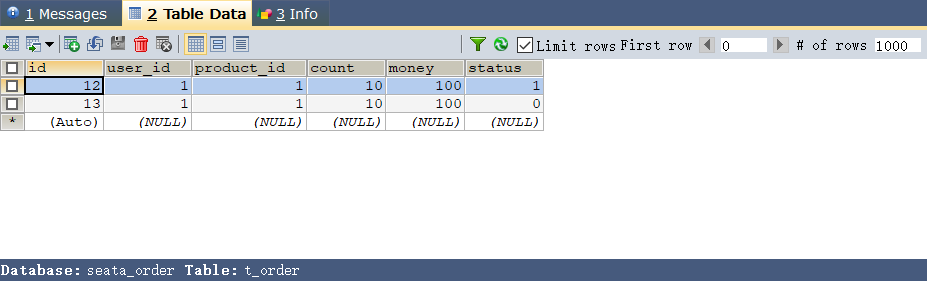 1 Messages 2 Table Data 3 Info
Limit rows First row 0 # of rows 1000
id user_id product_id count money status
12 1 1 10 100 1
13 1 1 10 100 0
* (Auto) (NULL) (NULL) (NULL) (NULL) (NULL)
Database: seata_order Table: t_order